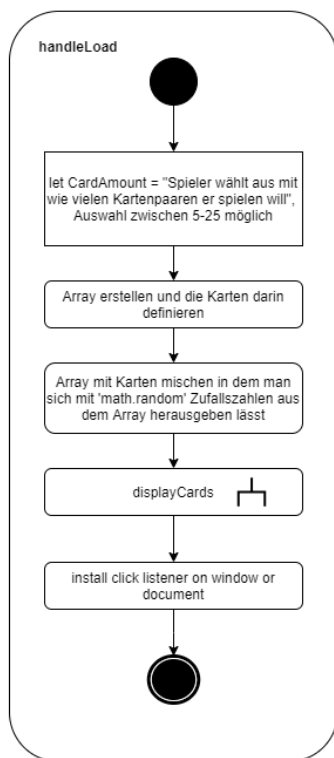 handleLoad
let CardAmount = "Spieler wählt aus mit
wie vielen Kartenpaaren er spielen will",
Auswahl zwischen 5-25 möglich
Array erstellen und die Karten darin
definieren
Array mit Karten mischen in dem man
sich mit 'math.random' Zufallszahlen aus
dem Array herausgeben lässt
displayCards
install click listener on window or
document